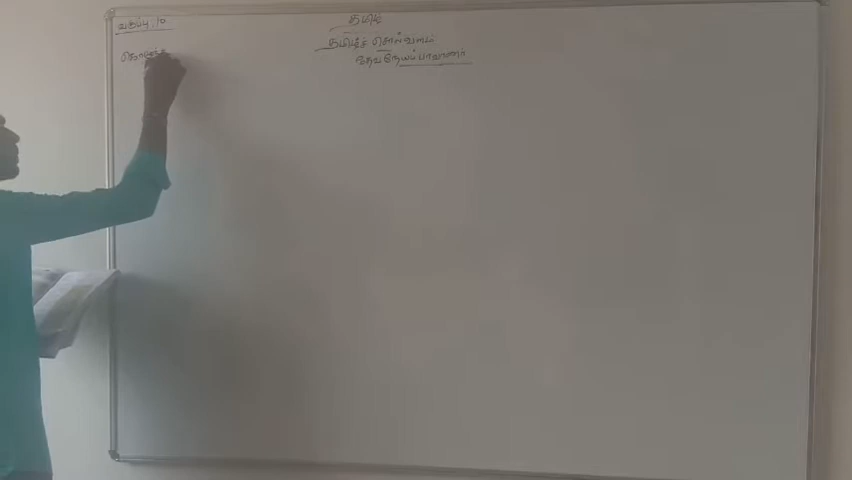 வகுப்பு. 10
தமிழ்
தமிழ்ச் சொல் வளம்
தேவநேயப் பாவாணர்